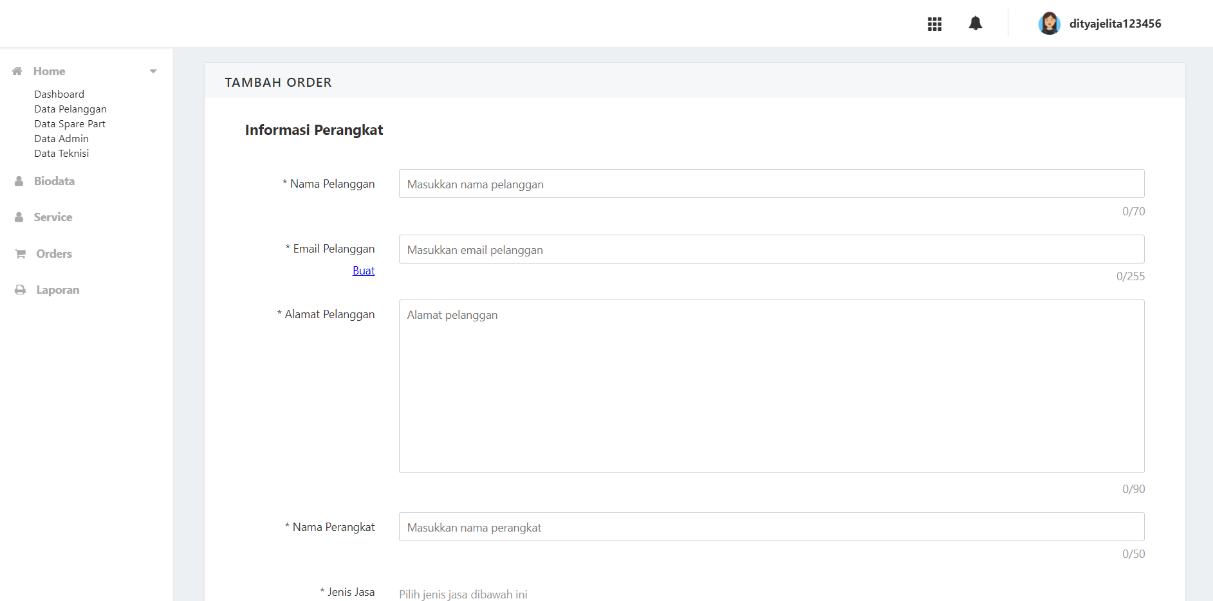 dityajelita123456
Home
Dashboard
Data Pelanggan
Data Spare Part
Data Admin
Data Teknisi
Biodata
Service
Orders
Laporan
TAMBAH ORDER
Informasi Perangkat
* Nama Pelanggan
Masukkan nama pelanggan
0/70
* Email Pelanggan
Buat
Masukkan email pelanggan
0/255
* Alamat Pelanggan
Alamat pelanggan
0/90
* Nama Perangkat
Masukkan nama perangkat
0/50
* Jenis Jasa
Pilih jenis jasa dibawah ini